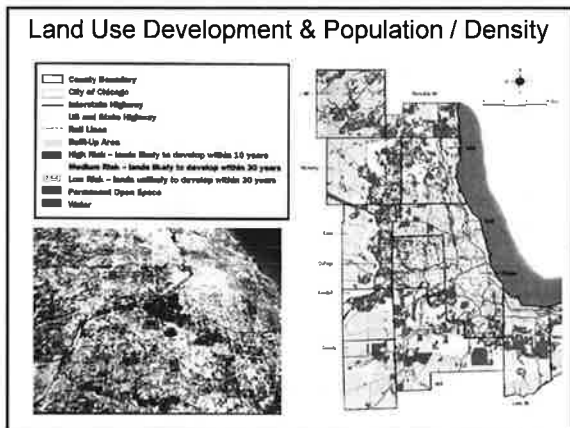 Land Use Development & Population / Density
County Boundary
City of Chicago
Interstate Highway
US and State Highway
Rail Lines
Built-Up Area
High Risk – lands likely to develop within 10 years
Medium Risk – lands likely to develop within 30 years
Low Risk – lands unlikely to develop within 30 years
Permanent Open Space
Water